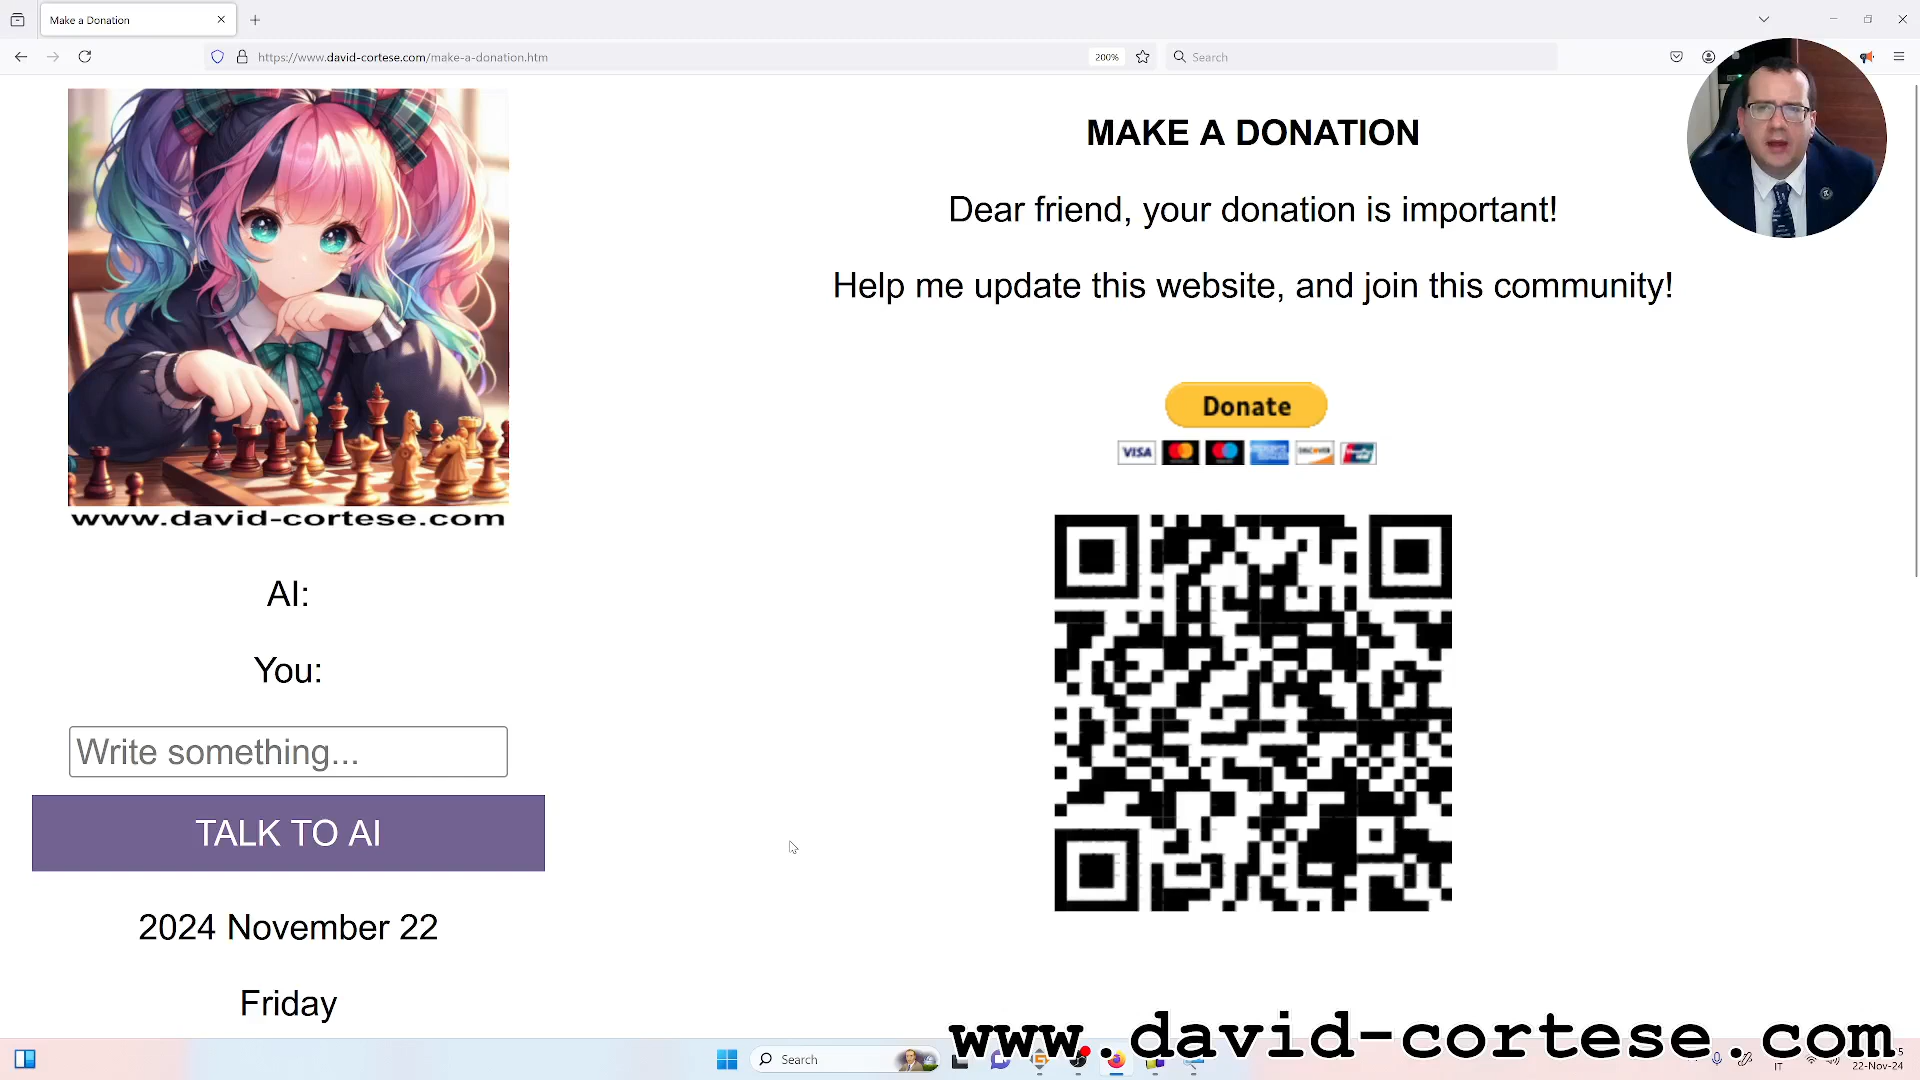 Make a Donation
https://www.david-cortese.com/make-a-donation.htm
200%
Search
MAKE A DONATION
Dear friend, your donation is important!
Help me update this website, and join this community!
Donate
VISA
DISCOVER
www.david-cortese.com
AI:
You:
Write something...
TALK TO AI
2024 November 22
Friday
www.david-cortese.com
Search
IT
22-Nov-24